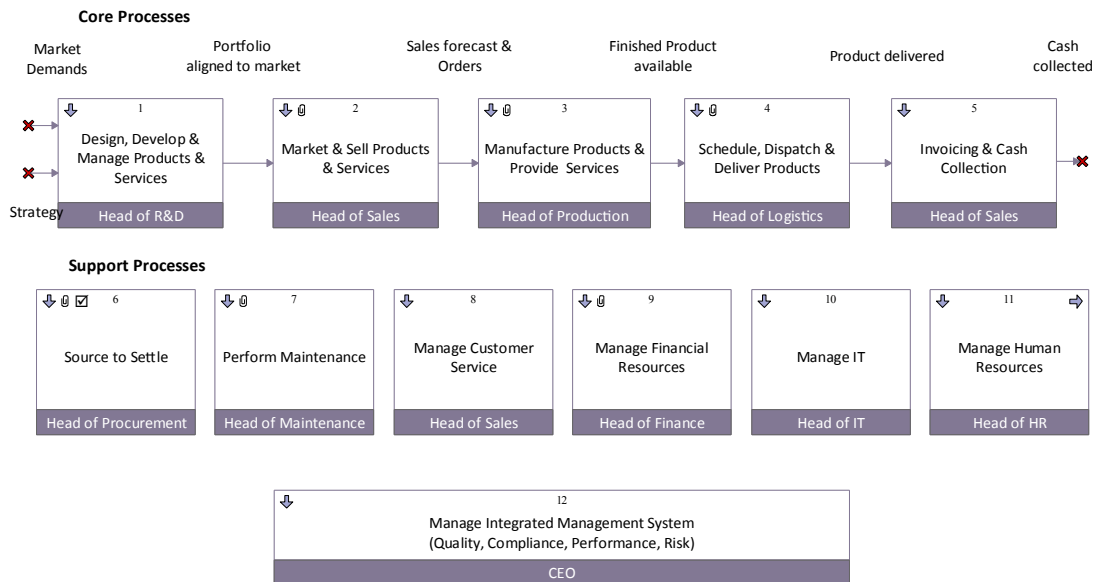 Core Processes
Market
Demands
Portfolio
aligned to market
Sales forecast &
Orders
Finished Product
available
Product delivered
Cash
collected
1
Design, Develop &
Manage Products &
Services
Head of R&D
2
Market & Sell Products
& Services
Head of Sales
3
Manufacture Products &
Provide Services
Head of Production
4
Schedule, Dispatch &
Deliver Products
Head of Logistics
5
Invoicing & Cash
Collection
Head of Sales
Strategy
Support Processes
6
Source to Settle
Head of Procurement
7
Perform Maintenance
Head of Maintenance
8
Manage Customer
Service
Head of Sales
9
Manage Financial
Resources
Head of Finance
10
Manage IT
Head of IT
11
Manage Human
Resources
Head of HR
12
Manage Integrated Management System
(Quality, Compliance, Performance, Risk)
CEO